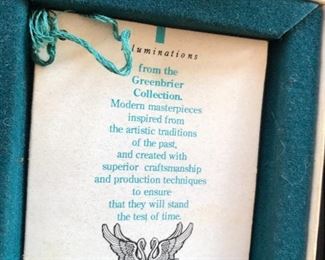 luminations
from the
Greenbrier
Collection.
Modern masterpieces
inspired from
the artistic traditions
of the past,
and created with
superior craftsmanship
and production techniques
to ensure
that they will stand
the test of time.